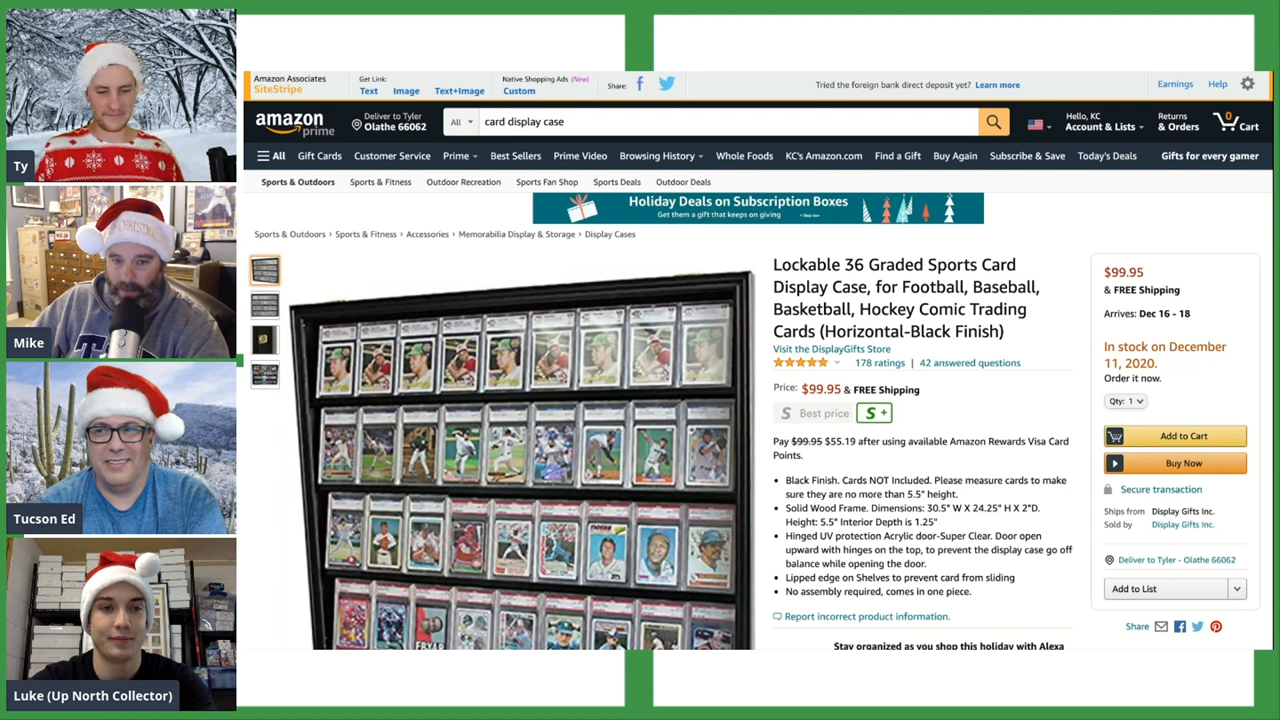 Ty
Mike
Tucson Ed
Luke (Up North Collector)
Amazon Associates
SiteStripe
Get Link:
Text Image Text+Image
Native Shopping Ads (New)
Custom
Share:
Tried the foreign bank direct deposit yet? Learn more
Earnings Help
amazon
prime
Deliver to Tyler
Olathe 66062
All
card display case
Hello, KC
Account & Lists
Returns
& Orders
0
Cart
All Gift Cards Customer Service Prime Best Sellers Prime Video Browsing History Whole Foods KC's Amazon.com Find a Gift Buy Again Subscribe & Save Today's Deals Gifts for every gamer
Sports & Outdoors Sports & Fitness Outdoor Recreation Sports Fan Shop Sports Deals Outdoor Deals
Holiday Deals on Subscription Boxes
Get them a gift that keeps on giving
Sports & Outdoors › Sports & Fitness › Accessories › Memorabilia Display & Storage › Display Cases
Lockable 36 Graded Sports Card
Display Case, for Football, Baseball,
Basketball, Hockey Comic Trading
Cards (Horizontal-Black Finish)
Visit the DisplayGifts Store
178 ratings | 42 answered questions
Price: $99.95 & FREE Shipping
S Best price S +
Pay $99.95 $55.19 after using available Amazon Rewards Visa Card
Points.
• Black Finish. Cards NOT Included. Please measure cards to make
sure they are no more than 5.5" height.
• Solid Wood Frame. Dimensions: 30.5" W X 24.25" H X 2"D.
Height: 5.5" Interior Depth is 1.25"
• Hinged UV protection Acrylic door-Super Clear. Door open
upward with hinges on the top, to prevent the display case go off
balance while opening the door.
• Lipped edge on Shelves to prevent card from sliding
• No assembly required, comes in one piece.
Report incorrect product information.
Stay organized as you shop this holiday with Alexa
$99.95
& FREE Shipping
Arrives: Dec 16 - 18
In stock on December
11, 2020.
Order it now.
Qty: 1
Add to Cart
Buy Now
Secure transaction
Ships from Display Gifts Inc.
Sold by Display Gifts Inc.
Deliver to Tyler - Olathe 66062
Add to List
Share